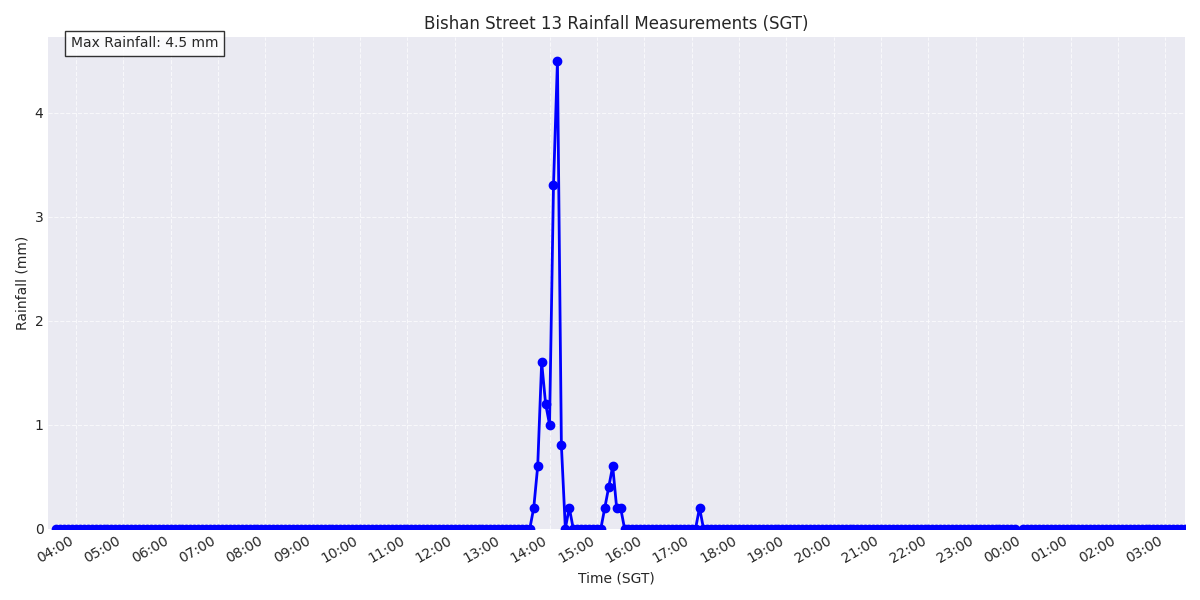 Bishan Street 13 Rainfall Measurements (SGT)
Max Rainfall: 4.5 mm
Rainfall (mm)
4
3
2
1
0
04:00 05:00 06:00 07:00 08:00 09:00 10:00 11:00 12:00 13:00 14:00 15:00 16:00 17:00 18:00 19:00 20:00 21:00 22:00 23:00 00:00 01:00 02:00 03:00
Time (SGT)